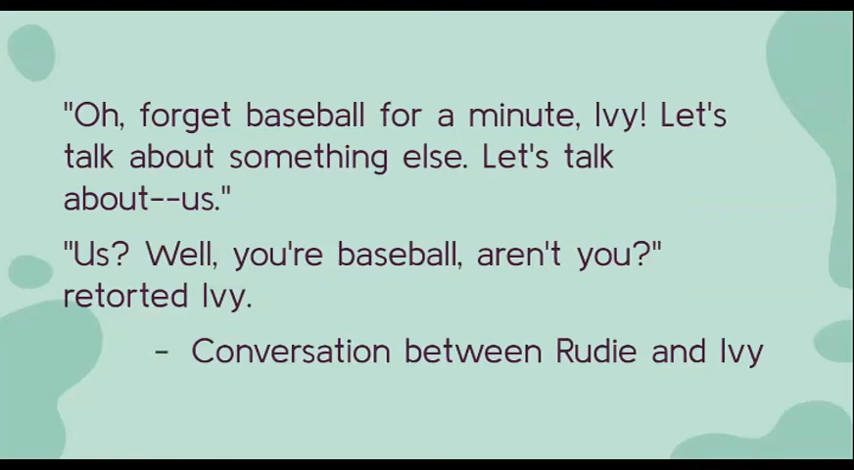 "Oh, forget baseball for a minute, Ivy! Let's
talk about something else. Let's talk
about--us."
"Us? Well, you're baseball, aren't you?"
retorted Ivy.
- Conversation between Rudie and Ivy